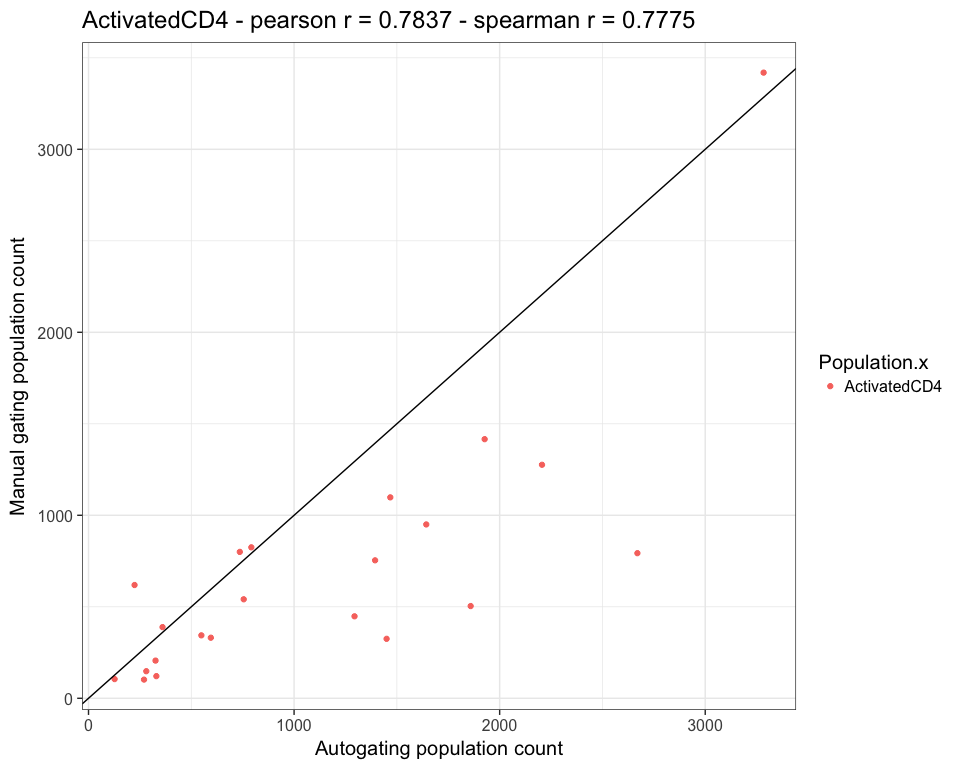 ActivatedCD4 - pearson r = 0.7837 - spearman r = 0.7775
Manual gating population count
3000
2000
1000
0
0 1000 2000 3000
Autogating population count
Population.x
ActivatedCD4